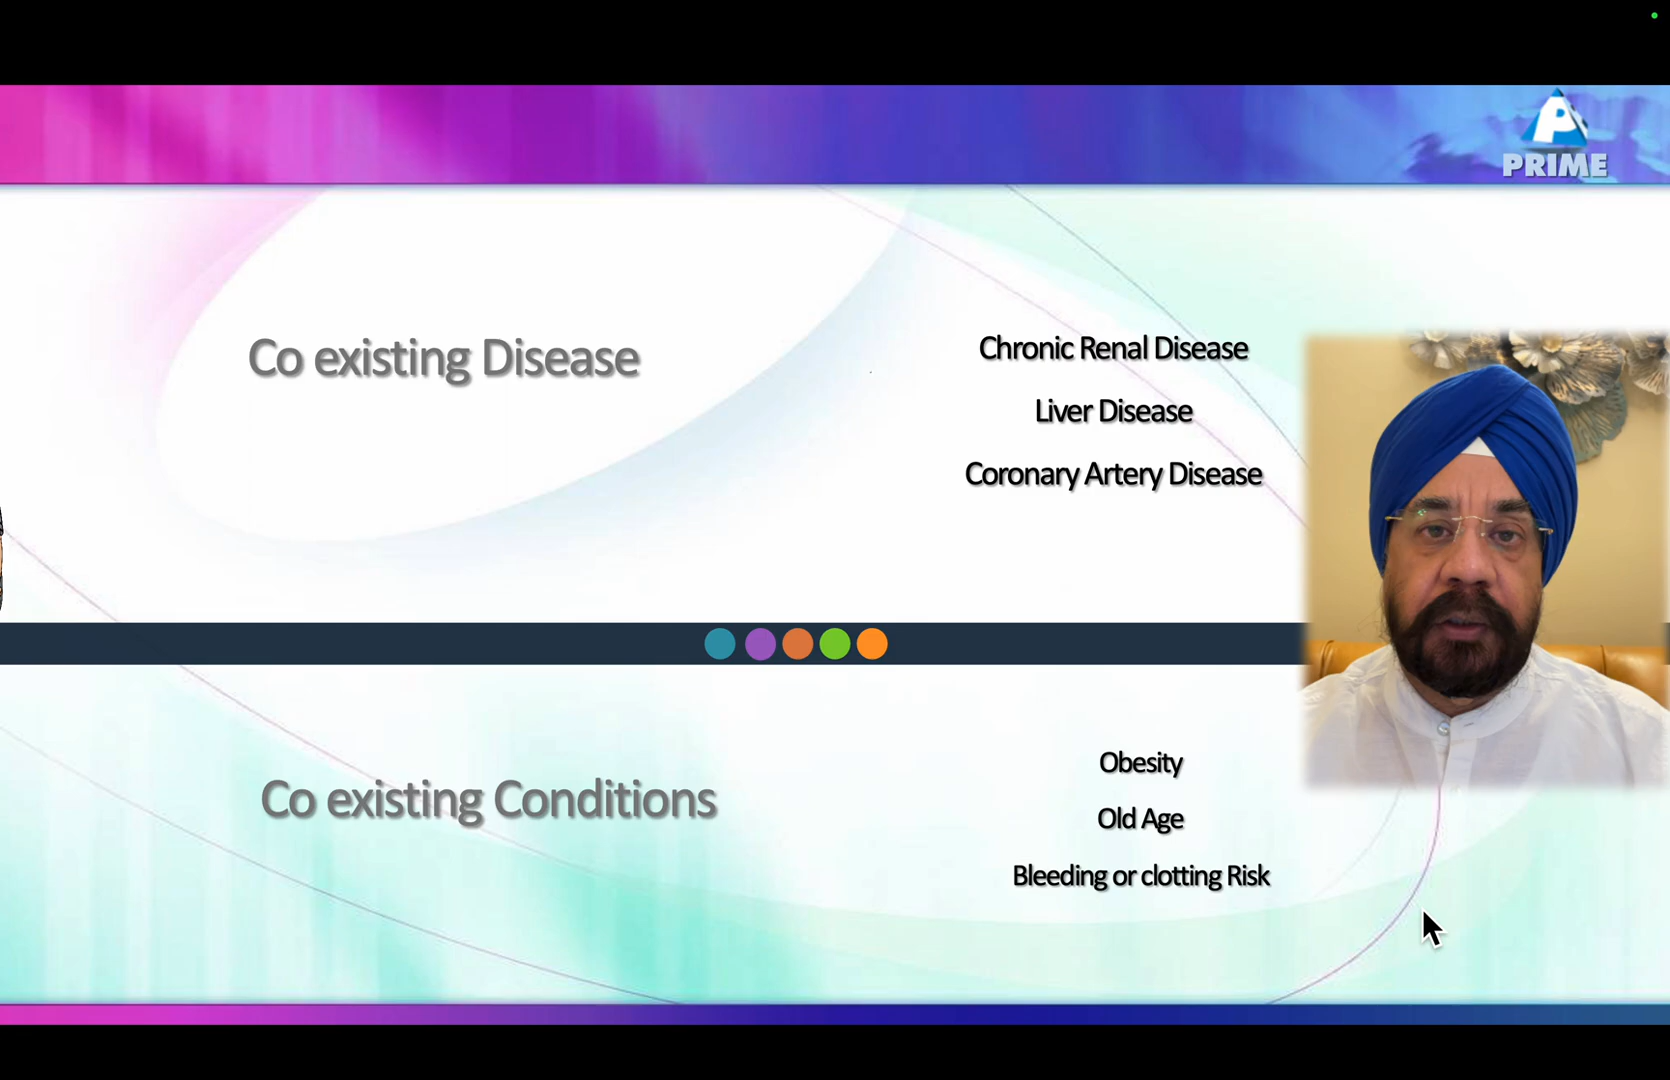 PRIME
Co existing Disease
Chronic Renal Disease
Liver Disease
Coronary Artery Disease
Co existing Conditions
Obesity
Old Age
Bleeding or clotting Risk